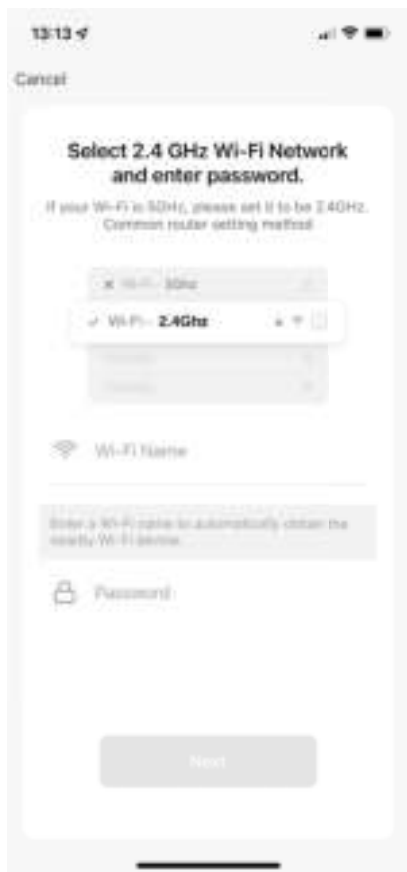 13:13
Cancel
Select 2.4 GHz Wi-Fi Network
and enter password.
If your Wi-Fi is 5GHz, please set it to be 2.4GHz.
Common router setting method
Wi-Fi - 5Ghz
Wi-Fi - 2.4Ghz
Wi-Fi Name
Enter a Wi-Fi name to automatically obtain the
nearby Wi-Fi device.
Password
Next